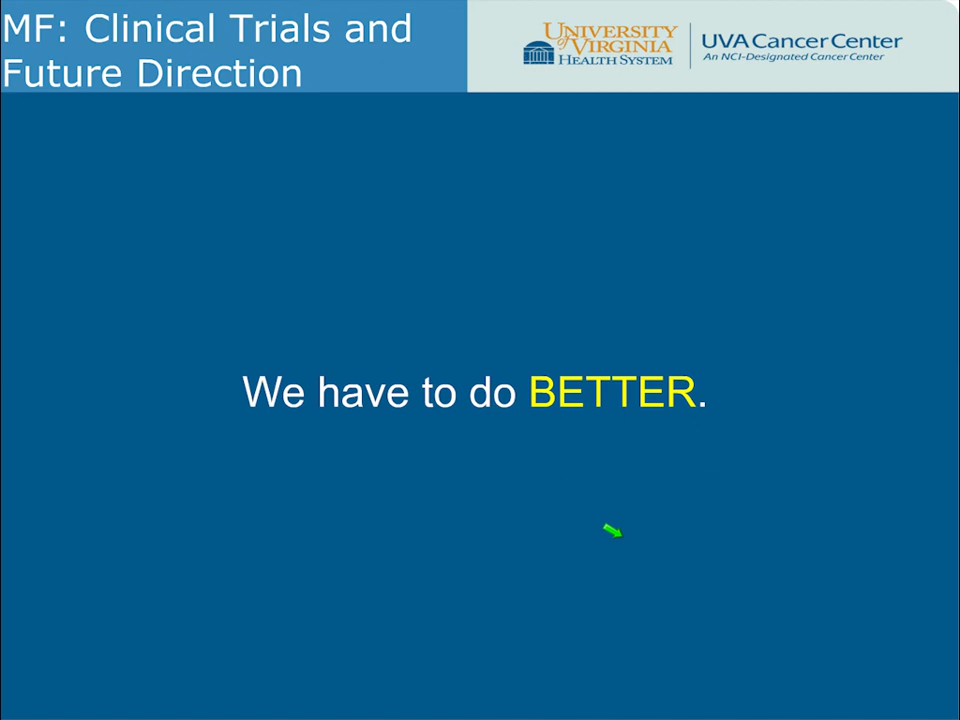 MF: Clinical Trials and
Future Direction
UNIVERSITY
of VIRGINIA
HEALTH SYSTEM
UVA Cancer Center
An NCI-Designated Cancer Center
We have to do BETTER.